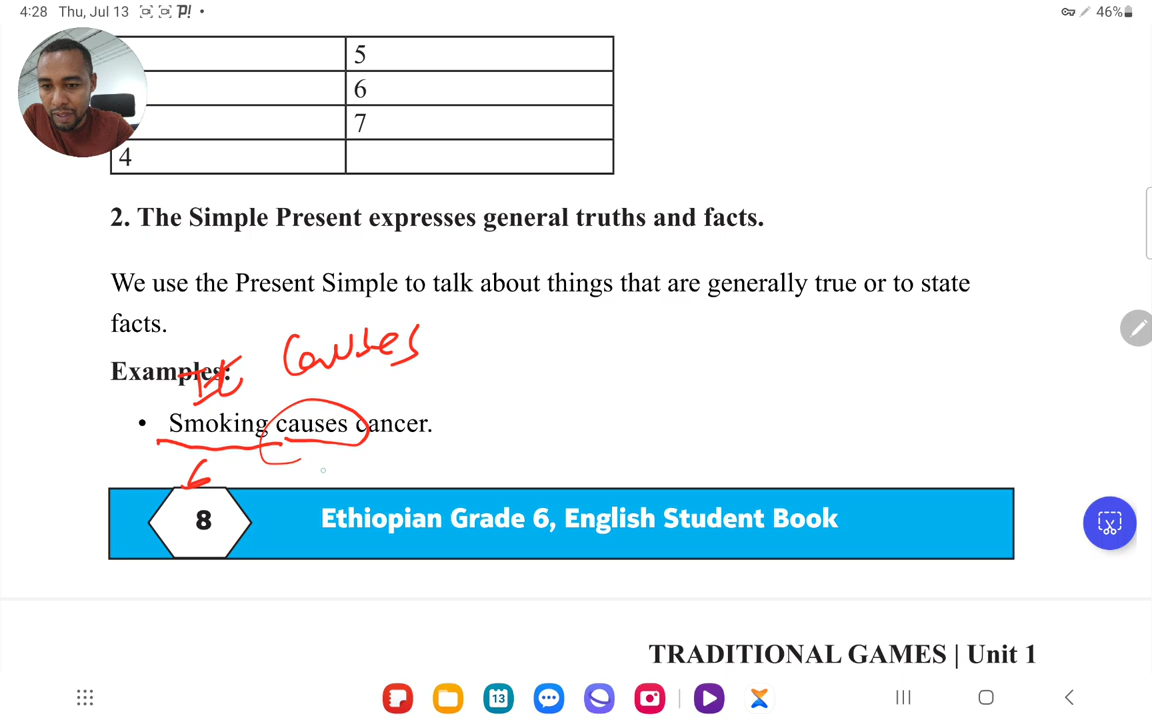 4:28 Thu, Jul 13
46%
5
6
7
4
2. The Simple Present expresses general truths and facts.
We use the Present Simple to talk about things that are generally true or to state
facts.
causes
Examples:
It
• Smoking causes cancer.
8
Ethiopian Grade 6, English Student Book
TRADITIONAL GAMES | Unit 1
13